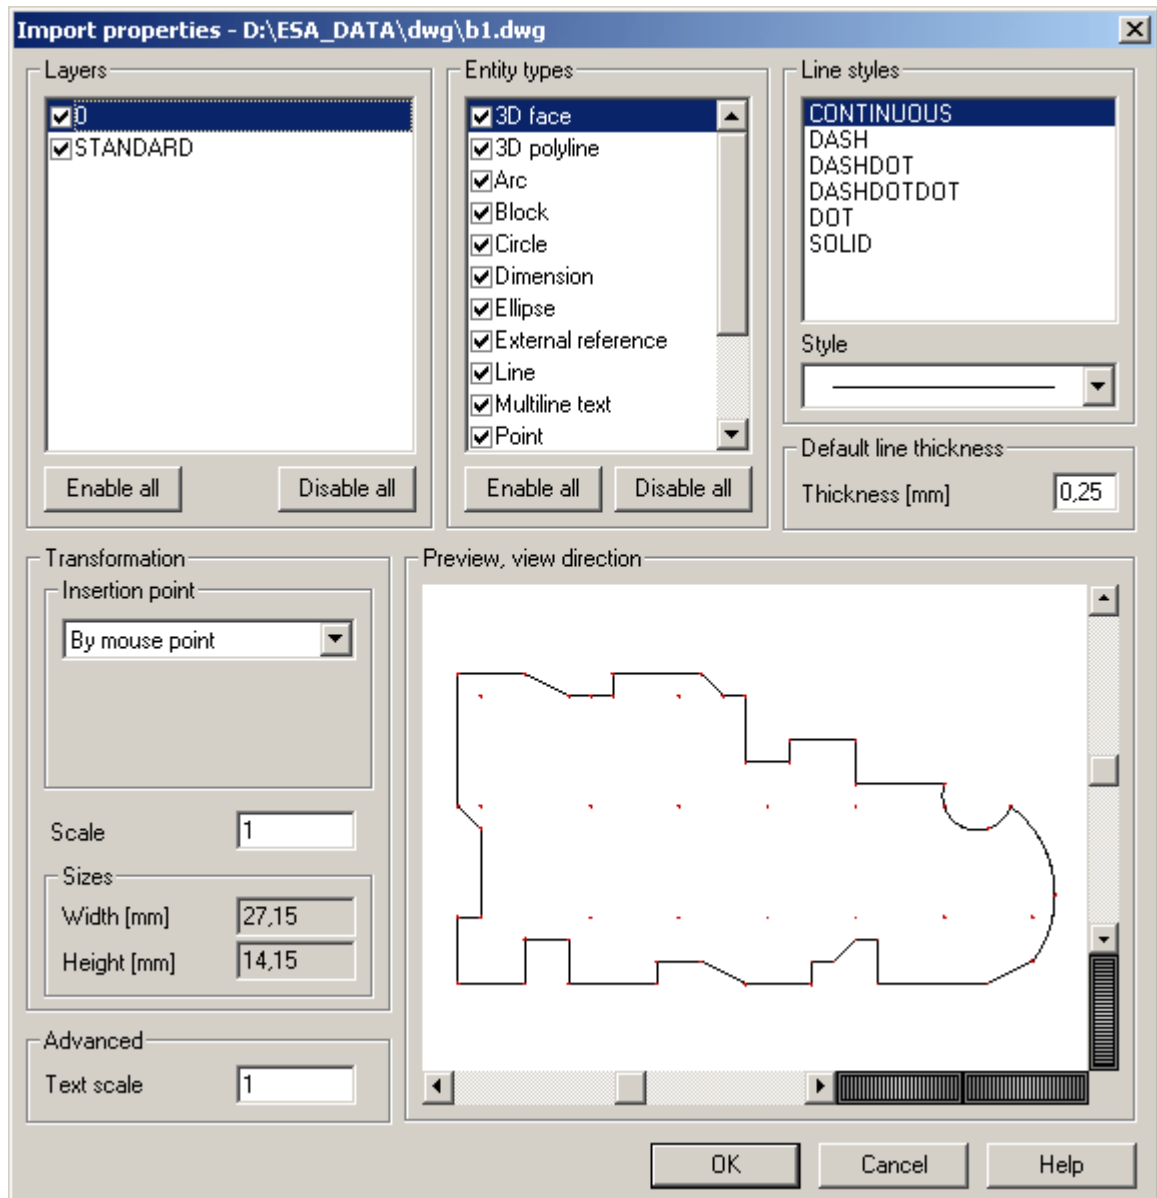 Import properties - D:\ESA_DATA\dwg\b1.dwg
Layers
0
STANDARD
Enable all
Disable all
Entity types
3D face
3D polyline
Arc
Block
Circle
Dimension
Ellipse
External reference
Line
Multiline text
Point
Enable all
Disable all
Line styles
CONTINUOUS
DASH
DASHDOT
DASHDOTDOT
DOT
SOLID
Style
Default line thickness
Thickness [mm]
0,25
Transformation
Insertion point
By mouse point
Scale
1
Sizes
Width [mm]
27,15
Height [mm]
14,15
Advanced
Text scale
1
Preview, view direction
OK
Cancel
Help